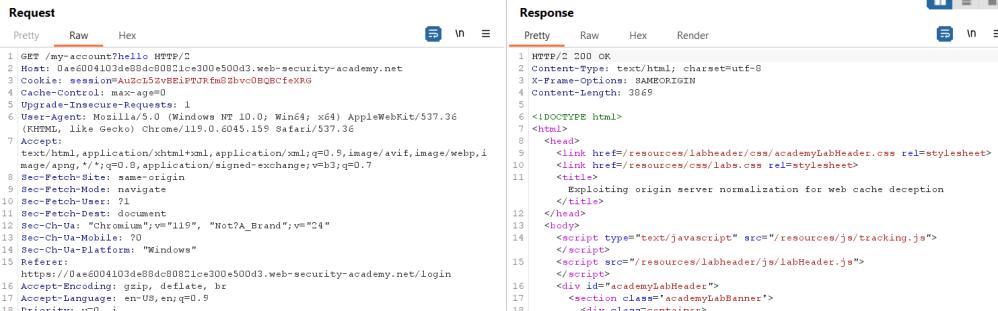 Request
Pretty
Raw
Hex
\n
1 GET /my-account?hello HTTP/2
2 Host: 0ae6004103de88dc80821ce300e500d3.web-security-academy.net
3 Cookie: session=AuZcL5ZvBEiPTJRfm8Zbvc0BQBCfeXRG
4 Cache-Control: max-age=0
5 Upgrade-Insecure-Requests: 1
6 User-Agent: Mozilla/5.0 (Windows NT 10.0; Win64; x64) AppleWebKit/537.36
(KHTML, like Gecko) Chrome/119.0.6045.159 Safari/537.36
7 Accept:
text/html,application/xhtml+xml,application/xml;q=0.9,image/avif,image/webp,i
mage/apng,*/*;q=0.8,application/signed-exchange;v=b3;q=0.7
8 Sec-Fetch-Site: same-origin
9 Sec-Fetch-Mode: navigate
10 Sec-Fetch-User: ?1
11 Sec-Fetch-Dest: document
12 Sec-Ch-Ua: "Chromium";v="119", "Not?A_Brand";v="24"
13 Sec-Ch-Ua-Mobile: ?0
14 Sec-Ch-Ua-Platform: "Windows"
15 Referer:
https://0ae6004103de88dc80821ce300e500d3.web-security-academy.net/login
16 Accept-Encoding: gzip, deflate, br
17 Accept-Language: en-US,en;q=0.9
18 Priority: u=0, i
Response
Pretty
Raw
Hex
Render
\n
1 HTTP/2 200 OK
2 Content-Type: text/html; charset=utf-8
3 X-Frame-Options: SAMEORIGIN
4 Content-Length: 3869
5
6 <!DOCTYPE html>
7 <html>
8 <head>
9 <link href=/resources/labheader/css/academyLabHeader.css rel=stylesheet>
10 <link href=/resources/css/labs.css rel=stylesheet>
11 <title>
Exploiting origin server normalization for web cache deception
</title>
12 </head>
13 <body>
14 <script type="text/javascript" src="/resources/js/tracking.js">
</script>
15 <script src="/resources/labheader/js/labHeader.js">
</script>
16 <div id="academyLabHeader">
17 <section class='academyLabBanner'>
18 <div class=container>